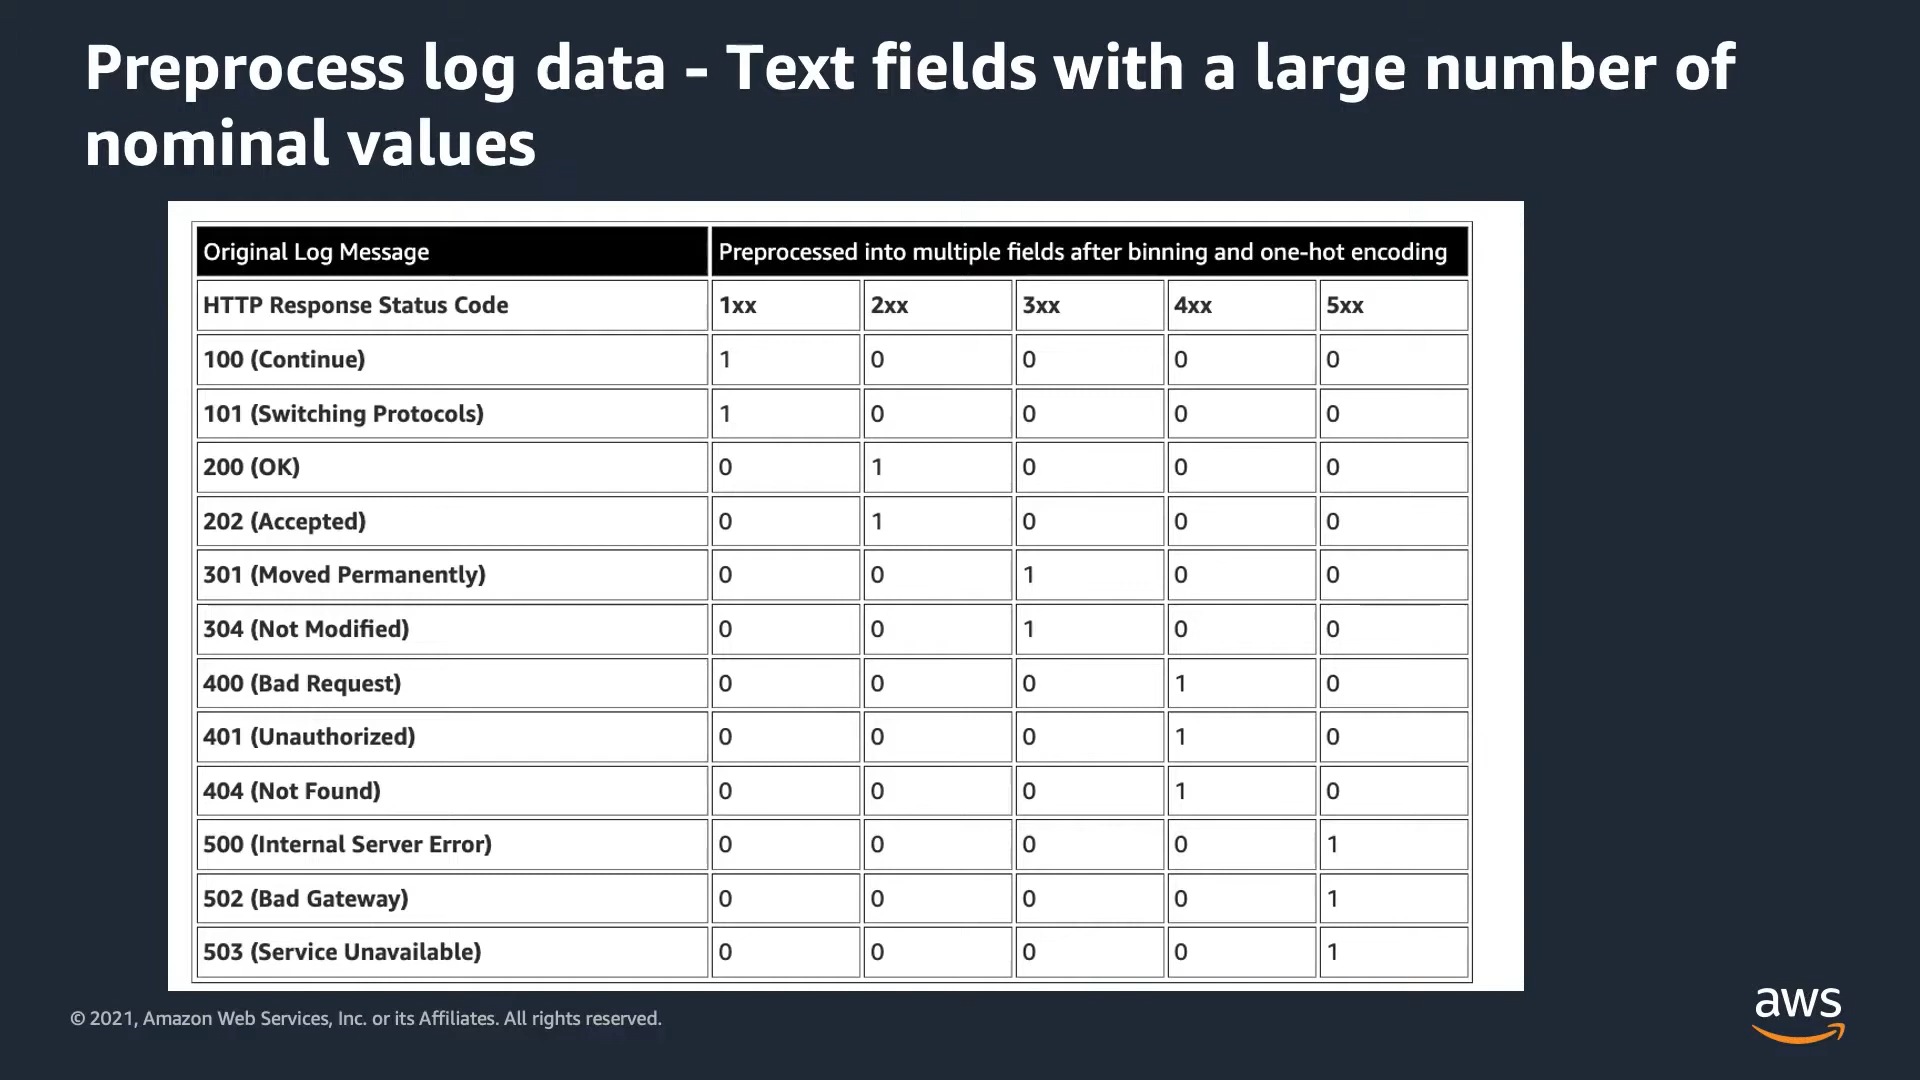 Preprocess log data - Text fields with a large number of
nominal values
Original Log Message Preprocessed into multiple fields after binning and one-hot encoding
HTTP Response Status Code 1xx 2xx 3xx 4xx 5xx
100 (Continue) 1 0 0 0 0
101 (Switching Protocols) 1 0 0 0 0
200 (OK) 0 1 0 0 0
202 (Accepted) 0 1 0 0 0
301 (Moved Permanently) 0 0 1 0 0
304 (Not Modified) 0 0 1 0 0
400 (Bad Request) 0 0 0 1 0
401 (Unauthorized) 0 0 0 1 0
404 (Not Found) 0 0 0 1 0
500 (Internal Server Error) 0 0 0 0 1
502 (Bad Gateway) 0 0 0 0 1
503 (Service Unavailable) 0 0 0 0 1
© 2021, Amazon Web Services, Inc. or its Affiliates. All rights reserved.
aws